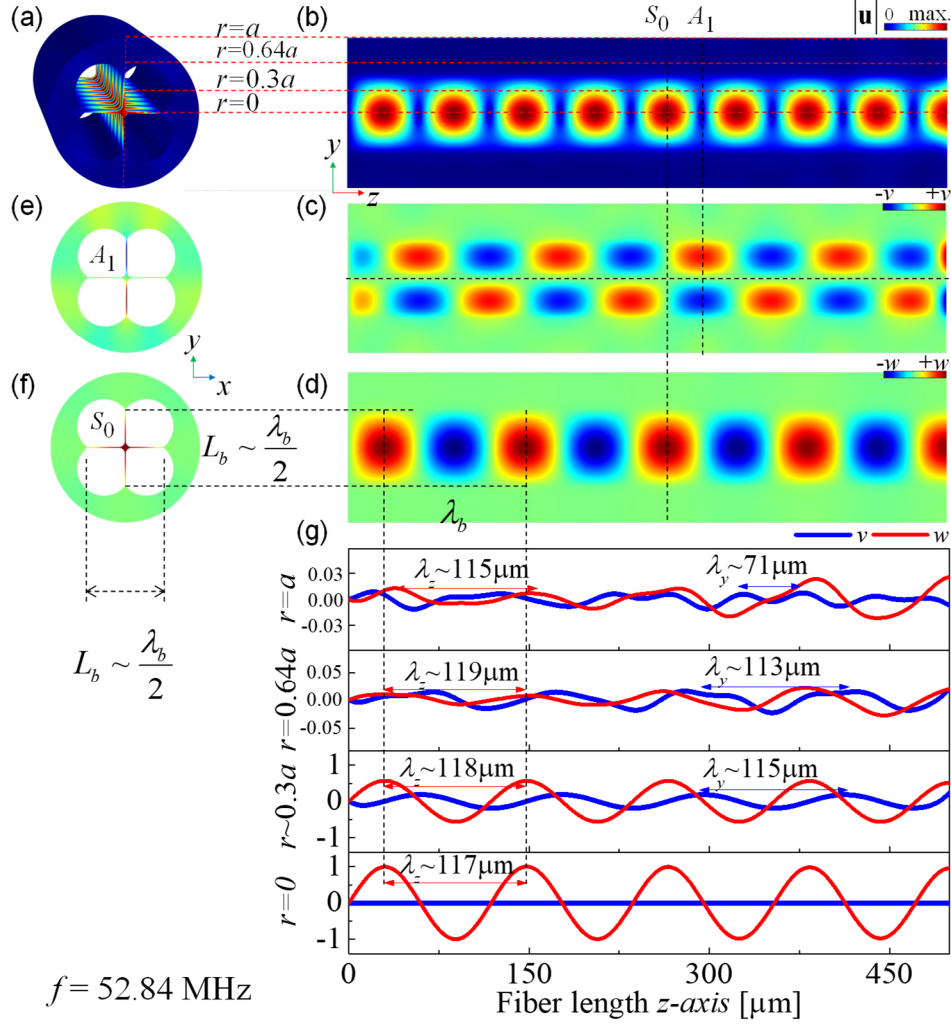 (a)
r=a
r=0.64a
r=0.3a
r=0
(b)
S0
A1
|u|
0 max.
y
z
(e)
A1
(c)
-v +v
y
x
(f)
S0
(d)
-w +w
Lb ~ λb/2
λb
Lb ~ λb/2
(g)
v w
r=a
0.03
0.00
-0.03
λz~115μm
λy~71μm
r=0.64a
0.05
0.00
-0.05
λz~119μm
λy~113μm
r~0.3a
1
0
-1
λz~118μm
λy~115μm
r=0
1
0
-1
λz~117μm
0 150 300 450
Fiber length z-axis [μm]
f = 52.84 MHz